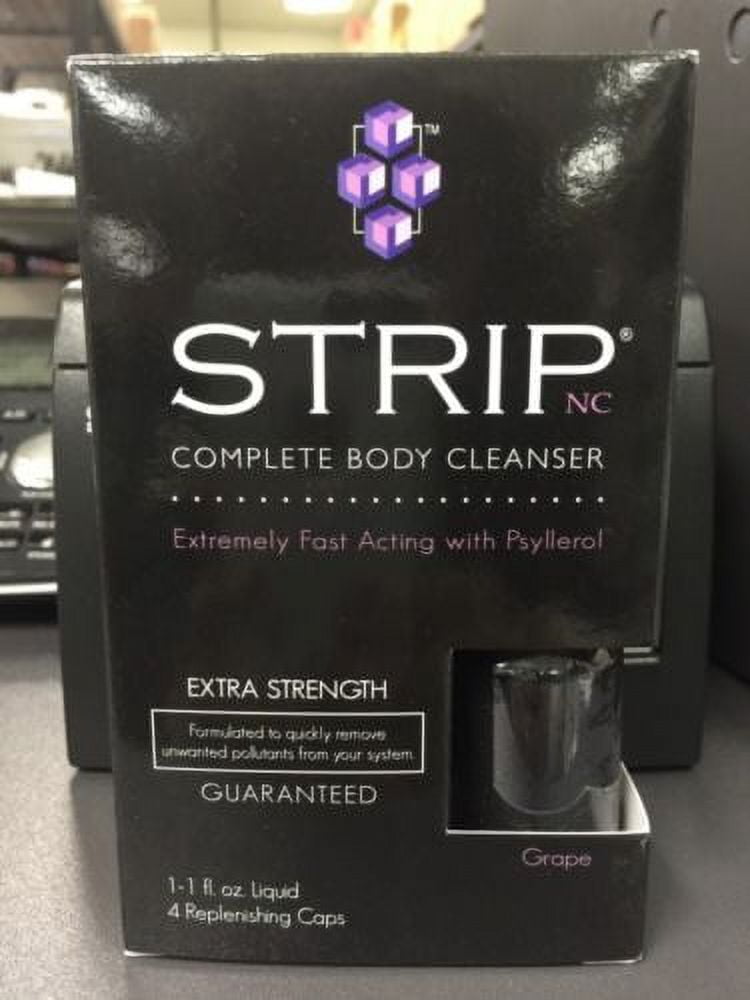 TM
STRIP®
NC
COMPLETE BODY CLEANSER
Extremely Fast Acting with Psyllerol
EXTRA STRENGTH
Formulated to quickly remove
unwanted pollutants from your system
GUARANTEED
Grape
1-1 fl. oz. Liquid
4 Replenishing Caps